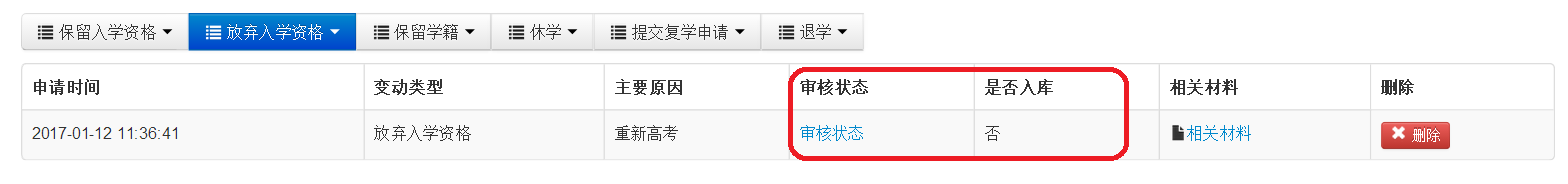 保留入学资格 放弃入学资格 保留学籍 休学 提交复学申请 退学
申请时间 变动类型 主要原因 审核状态 是否入库 相关材料 删除
2017-01-12 11:36:41 放弃入学资格 重新高考 审核状态 否 相关材料 删除